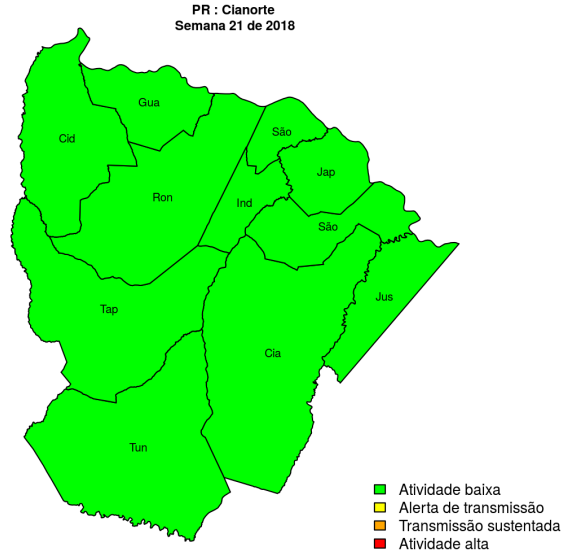 PR : Cianorte
Semana 21 de 2018
Gua
Cid
São
Jap
Ron
Ind
São
Jus
Tap
Cia
Tun
Atividade baixa
Alerta de transmissão
Transmissão sustentada
Atividade alta